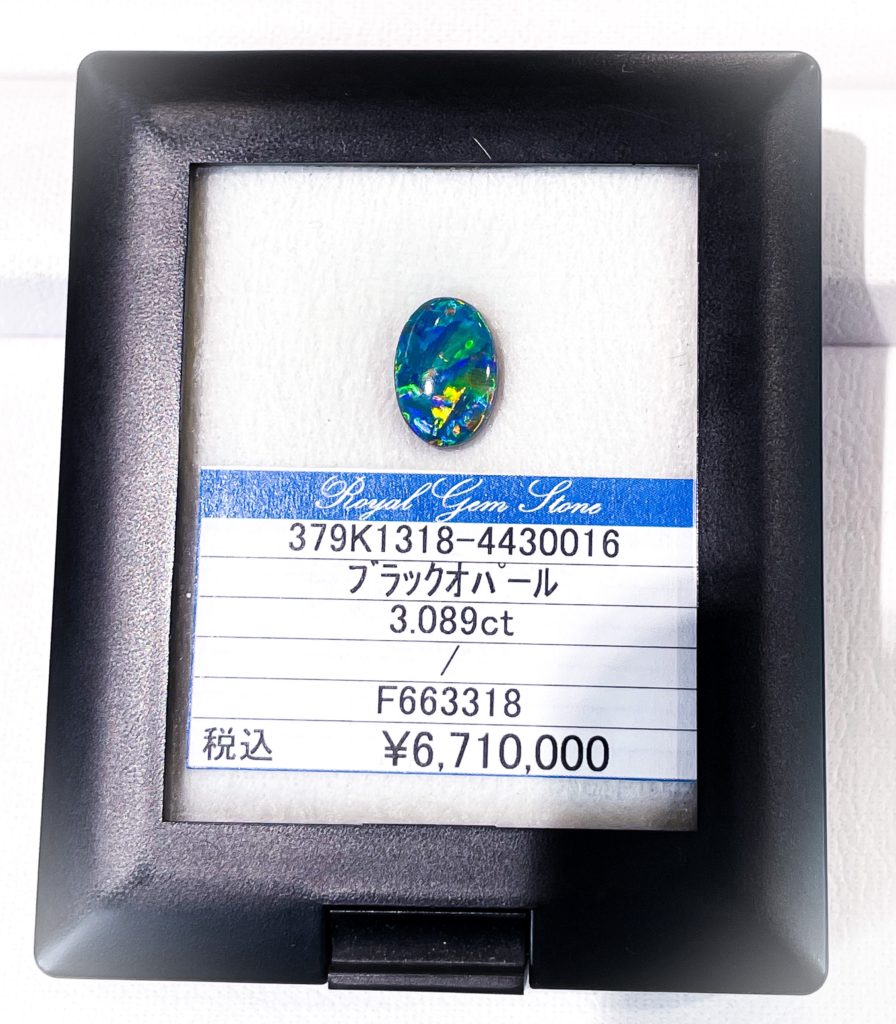 Royal Gem Stone
379K1318-4430016
ﾌﾞﾗｯｸｵﾊﾟｰﾙ
3.089ct
/
F663318
税込 ¥6,710,000